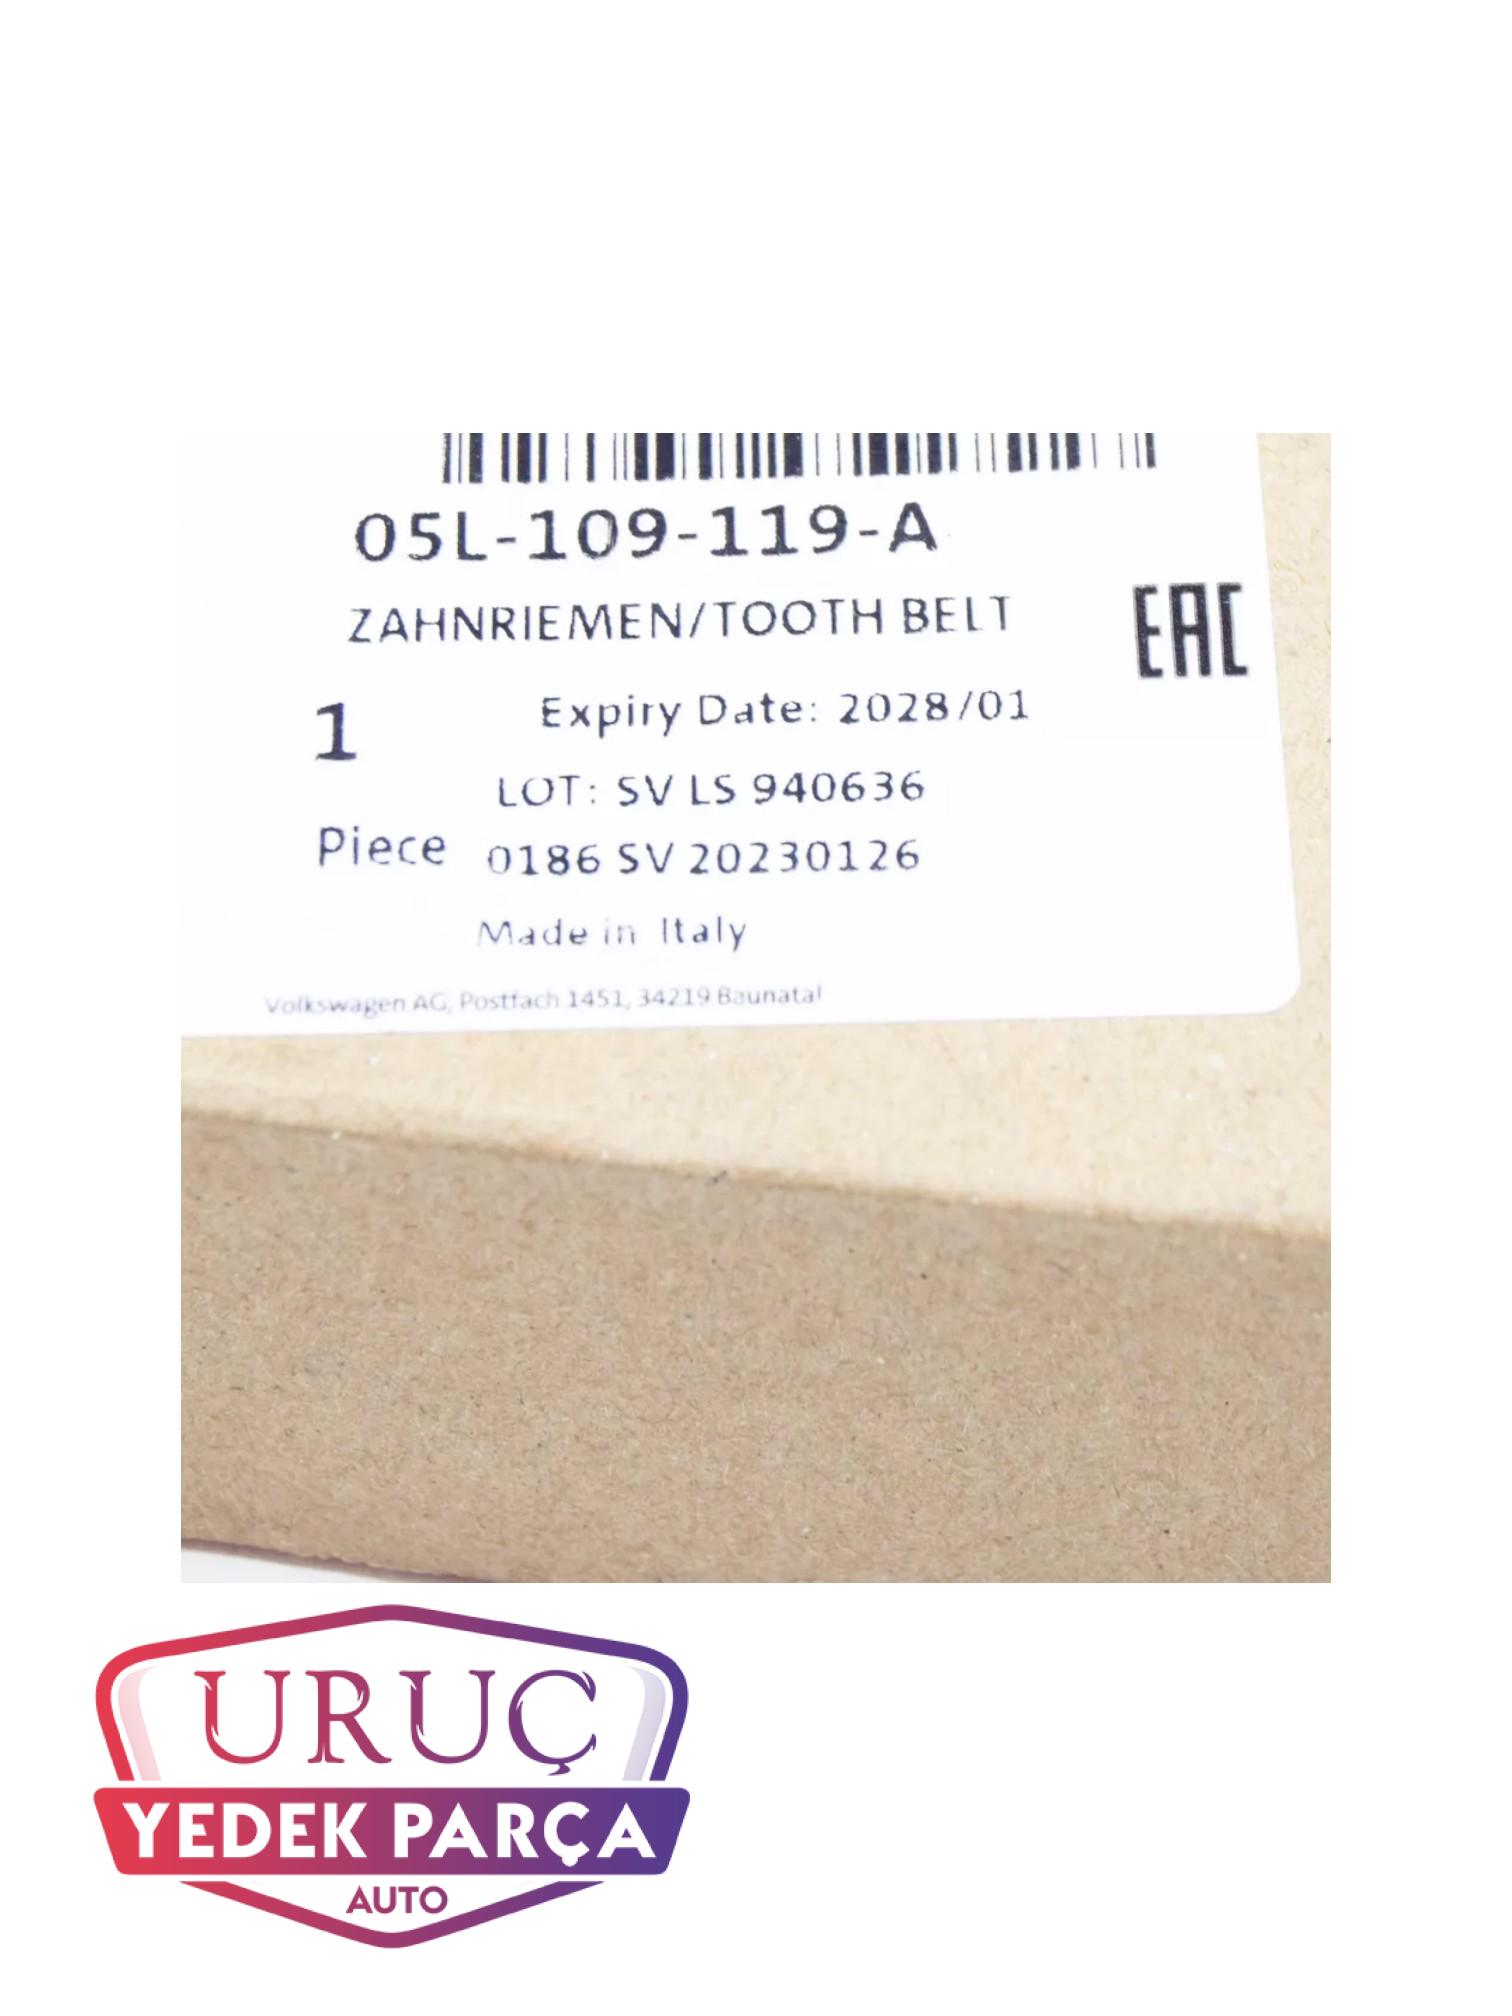 05L-109-119-A
ZAHNRIEMEN/TOOTH BELT
EAC
1
Expiry Date: 2028/01
LOT: SV LS 940636
Piece
0186 SV 20230126
Made in Italy
Volkswagen AG, Postfach 1451, 34219 Baunatal
URUÇ
YEDEK PARÇA
AUTO